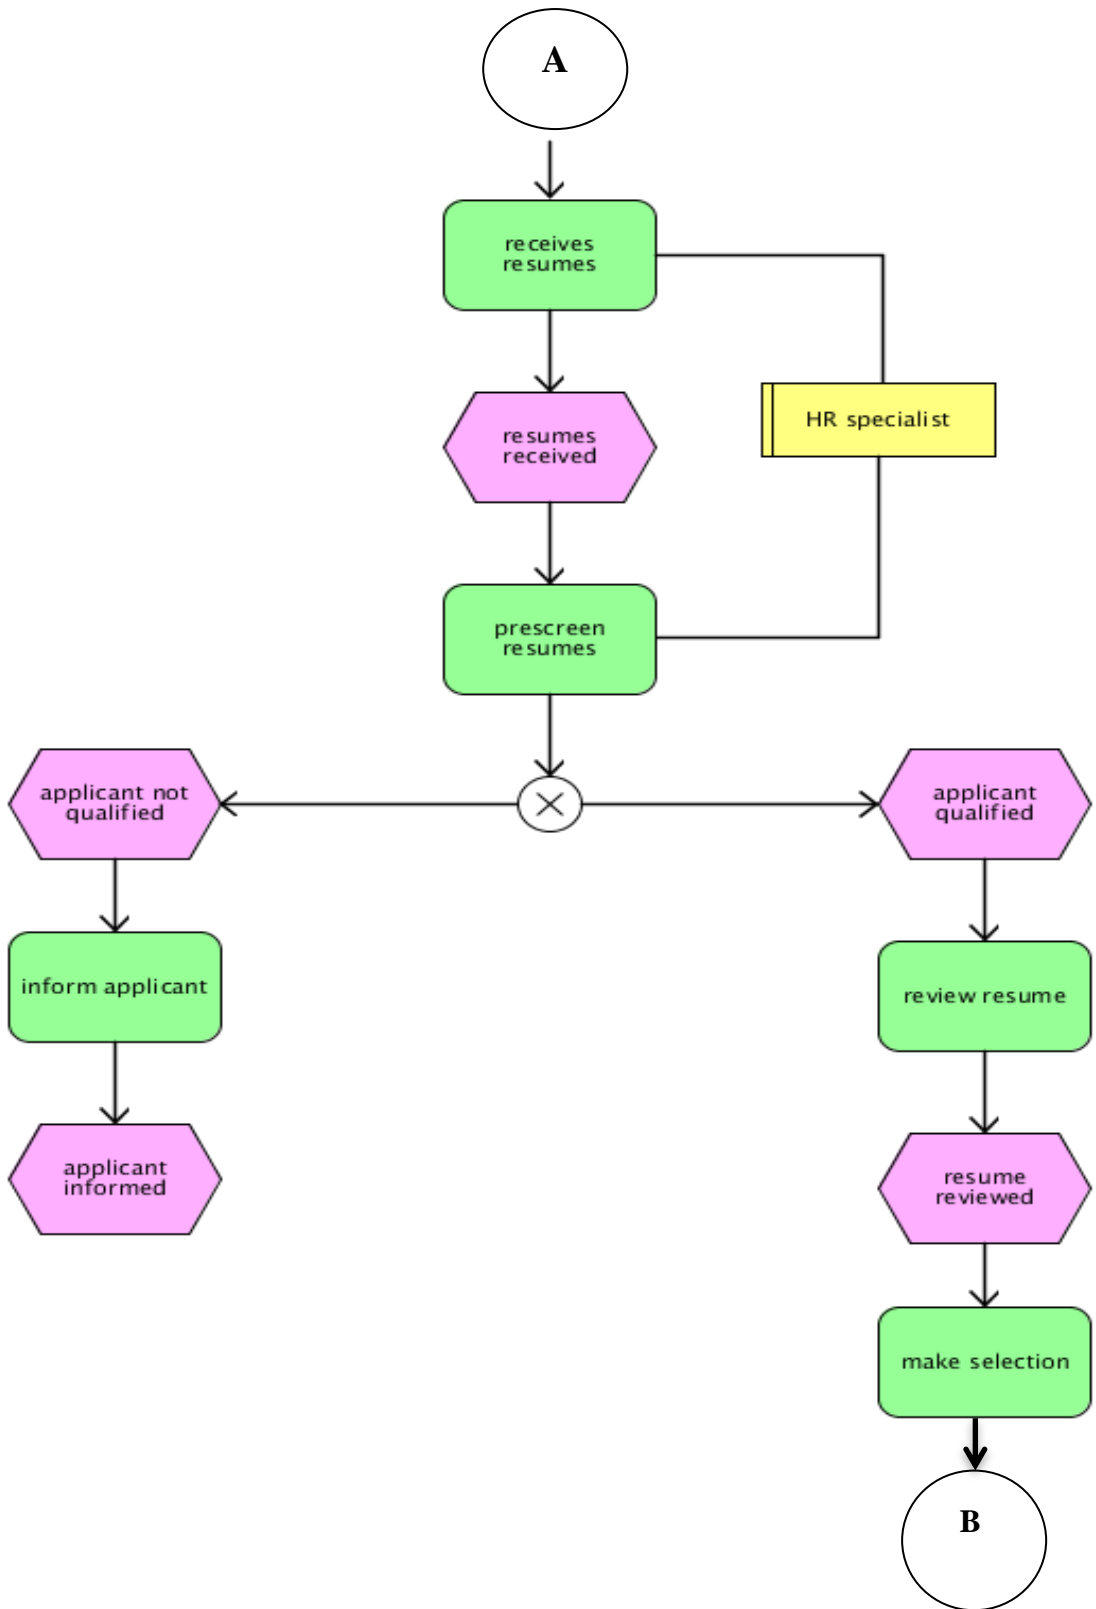 A
receives
resumes
resumes
received
HR specialist
prescreen
resumes
applicant not
qualified
applicant
qualified
inform applicant
review resume
applicant
informed
resume
reviewed
make selection
B